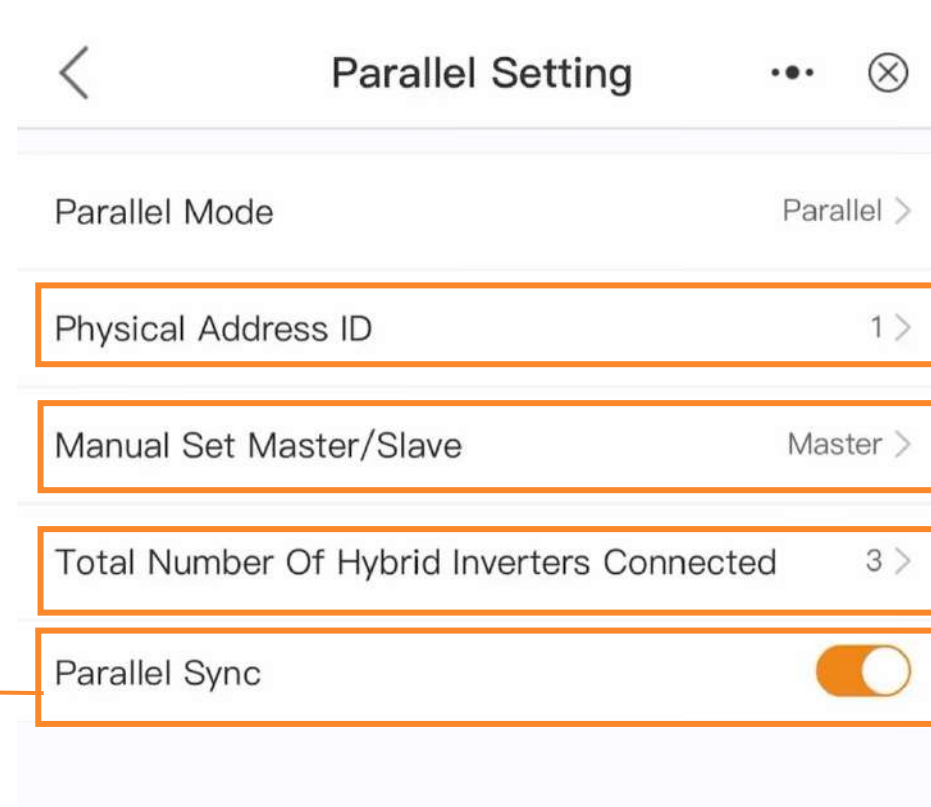 Parallel Setting
Parallel Mode Parallel
Physical Address ID 1
Manual Set Master/Slave Master
Total Number Of Hybrid Inverters Connected 3
Parallel Sync